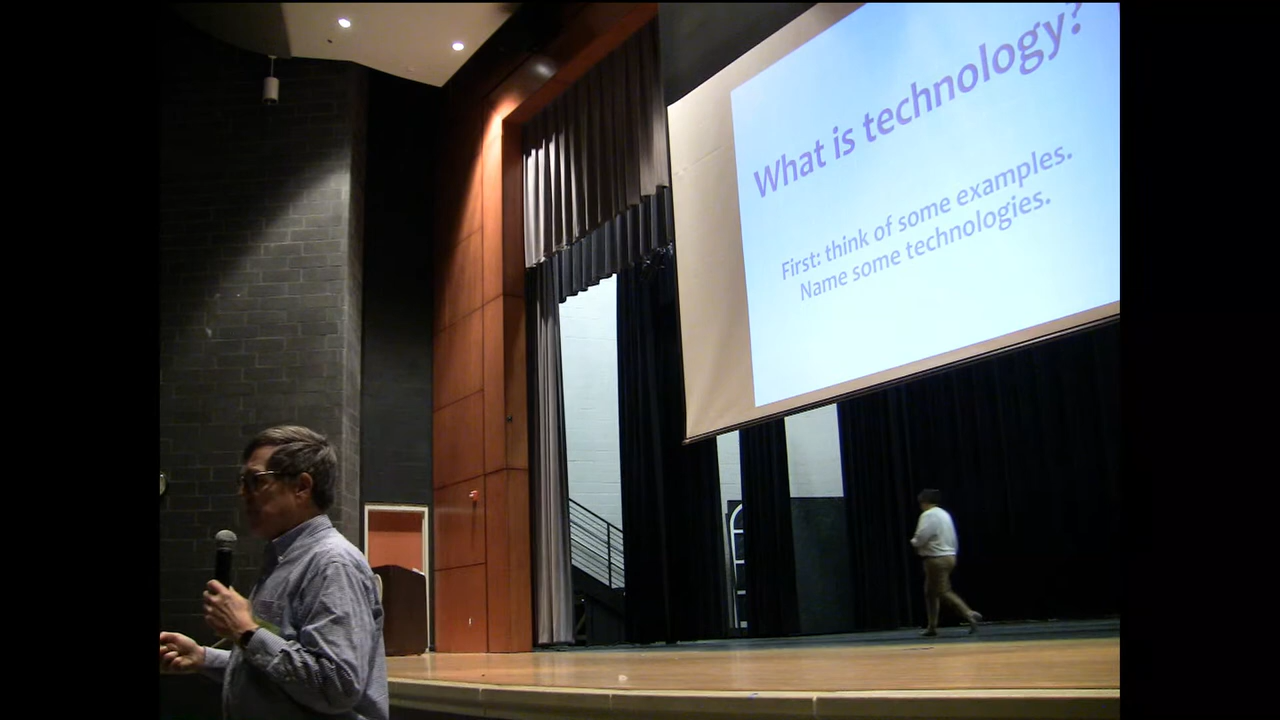 What is technology?
First: think of some examples.
Name some technologies.